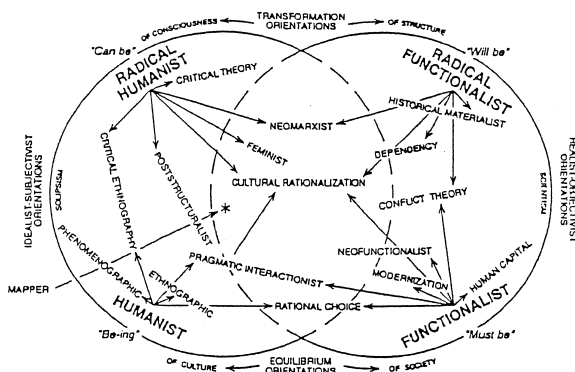 TRANSFORMATION
ORIENTATIONS
OF CONSCIOUSNESS
OF STRUCTURE
"Can be"
"Will be"
RADICAL
HUMANIST
RADICAL
FUNCTIONALIST
CRITICAL THEORY
HISTORICAL MATERIALIST
NEOMARXIST
FEMINIST
DEPENDENCY
CRITICAL ETHNOGRAPHY
POSTSTRUCTURALIST
CULTURAL RATIONALIZATION
CONFLICT THEORY
IDEALIST-SUBJECTIVIST
ORIENTATIONS
SOLIPSISM
SCIENTISM
REALIST-OBJECTIVIST
ORIENTATIONS
*
PHENOMENOGRAPHIC
ETHNOGRAPHIC
PRAGMATIC INTERACTIONIST
NEOFUNCTIONALIST
MODERNIZATION
HUMAN CAPITAL
MAPPER
HUMANIST
RATIONAL CHOICE
FUNCTIONALIST
"Be-ing"
"Must be"
OF CULTURE
EQUILIBRIUM
ORIENTATIONS
OF SOCIETY